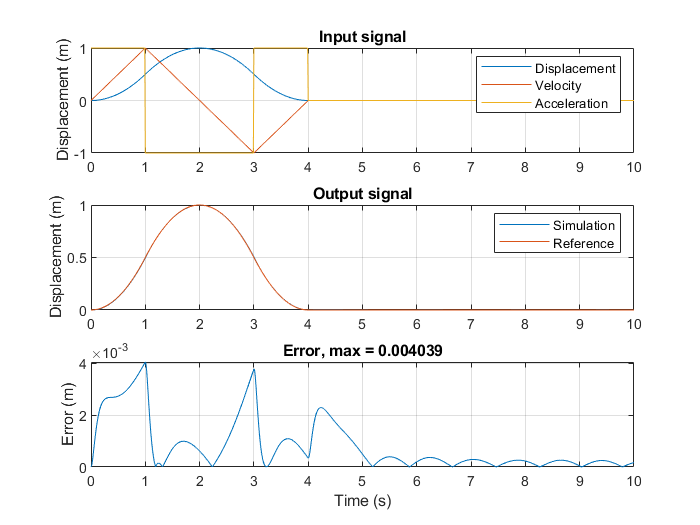 Input signal
Displacement (m)
1
0
-1
Displacement
Velocity
Acceleration
0 1 2 3 4 5 6 7 8 9 10
Output signal
Displacement (m)
1
0.5
0
Simulation
Reference
0 1 2 3 4 5 6 7 8 9 10
Error, max = 0.004039
×10⁻³
Error (m)
4
2
0
0 1 2 3 4 5 6 7 8 9 10
Time (s)